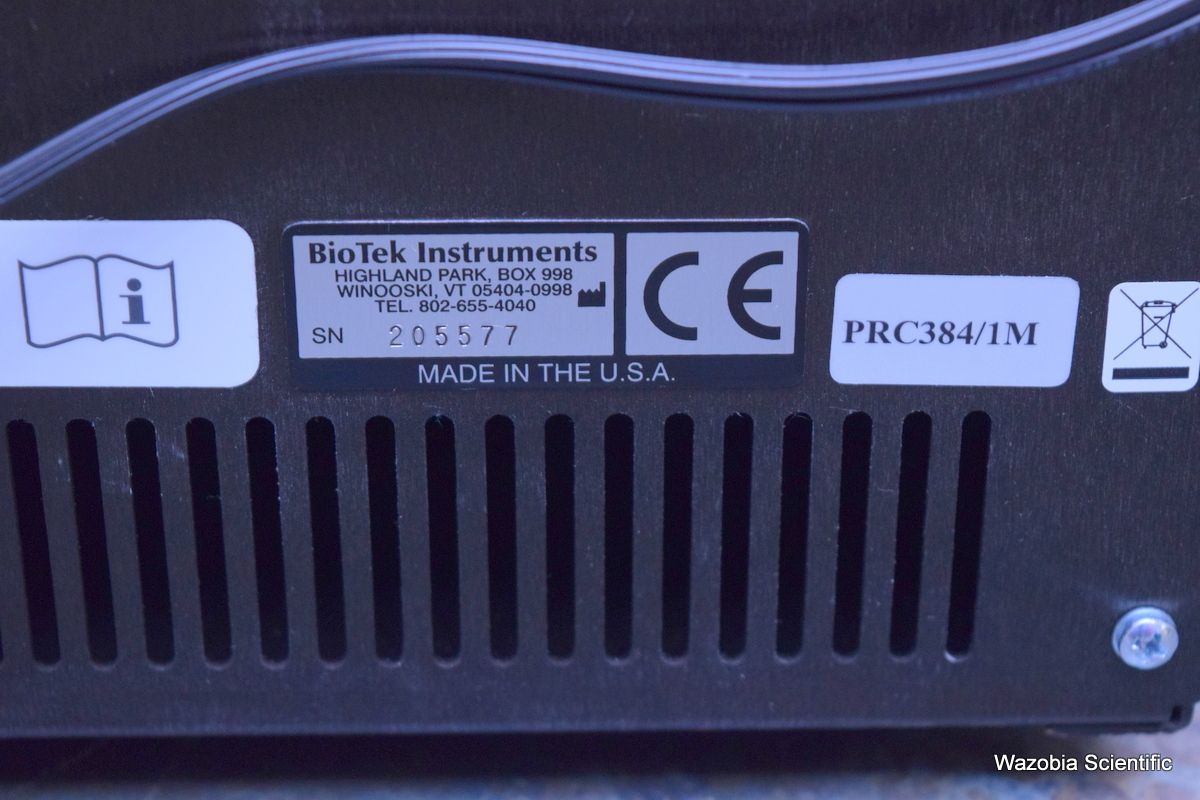 BioTek Instruments
HIGHLAND PARK, BOX 998
WINOOSKI, VT 05404-0998
TEL. 802-655-4040
SN 205577
CE
MADE IN THE U.S.A.
PRC384/1M
i
Wazobia Scientific